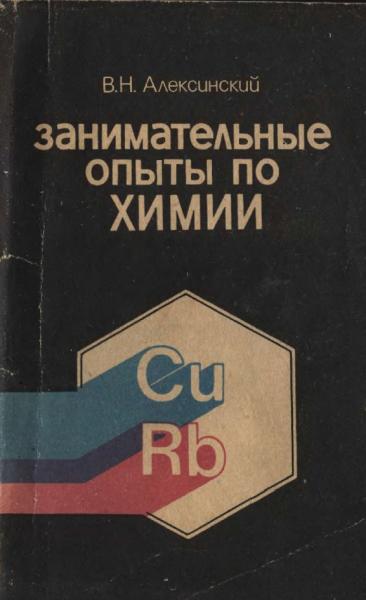 В.Н. Алексинский
Занимательные
опыты по
химии
Cu
Rb